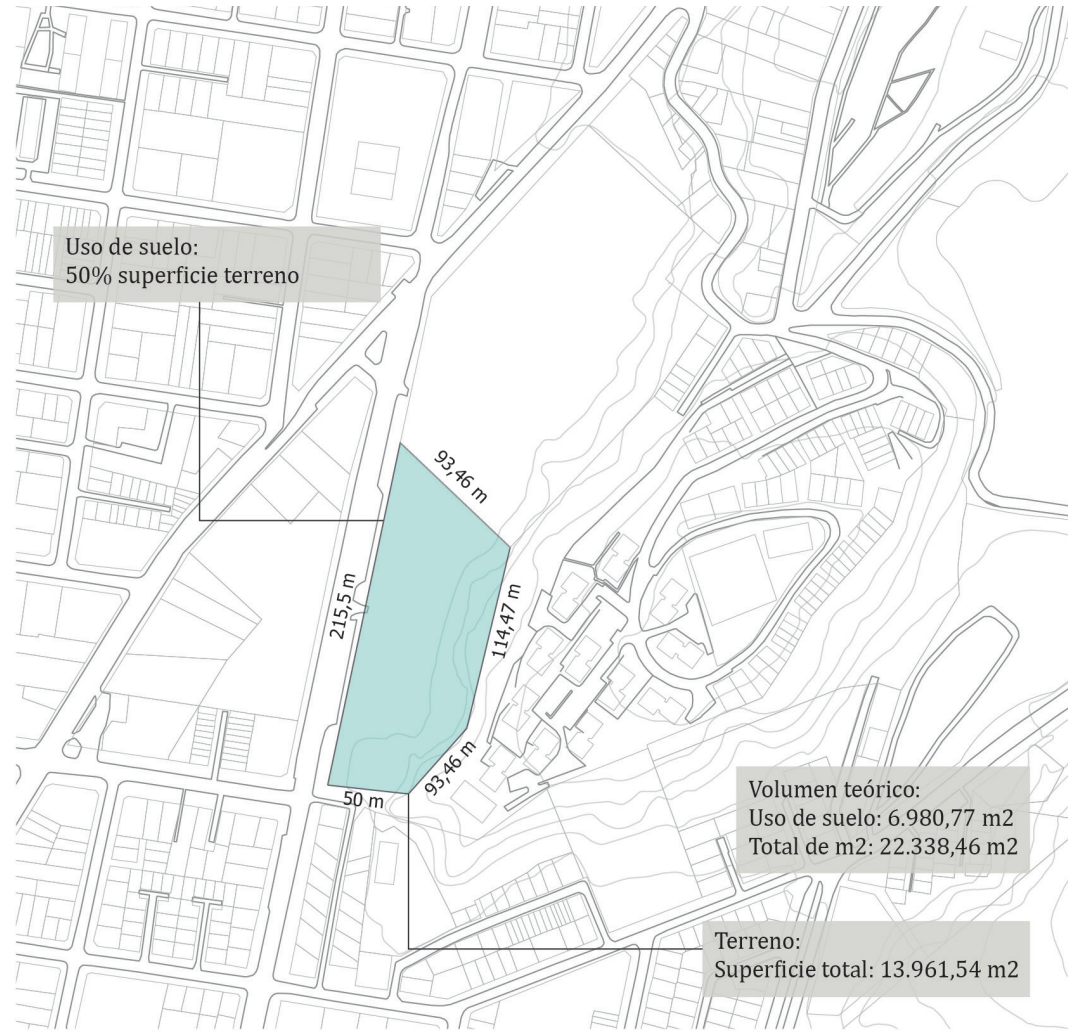 Uso de suelo:
50% superficie terreno
93,46 m
215,5 m
114,47 m
93,46 m
50 m
Volumen teórico:
Uso de suelo: 6.980,77 m2
Total de m2: 22.338,46 m2
Terreno:
Superficie total: 13.961,54 m2